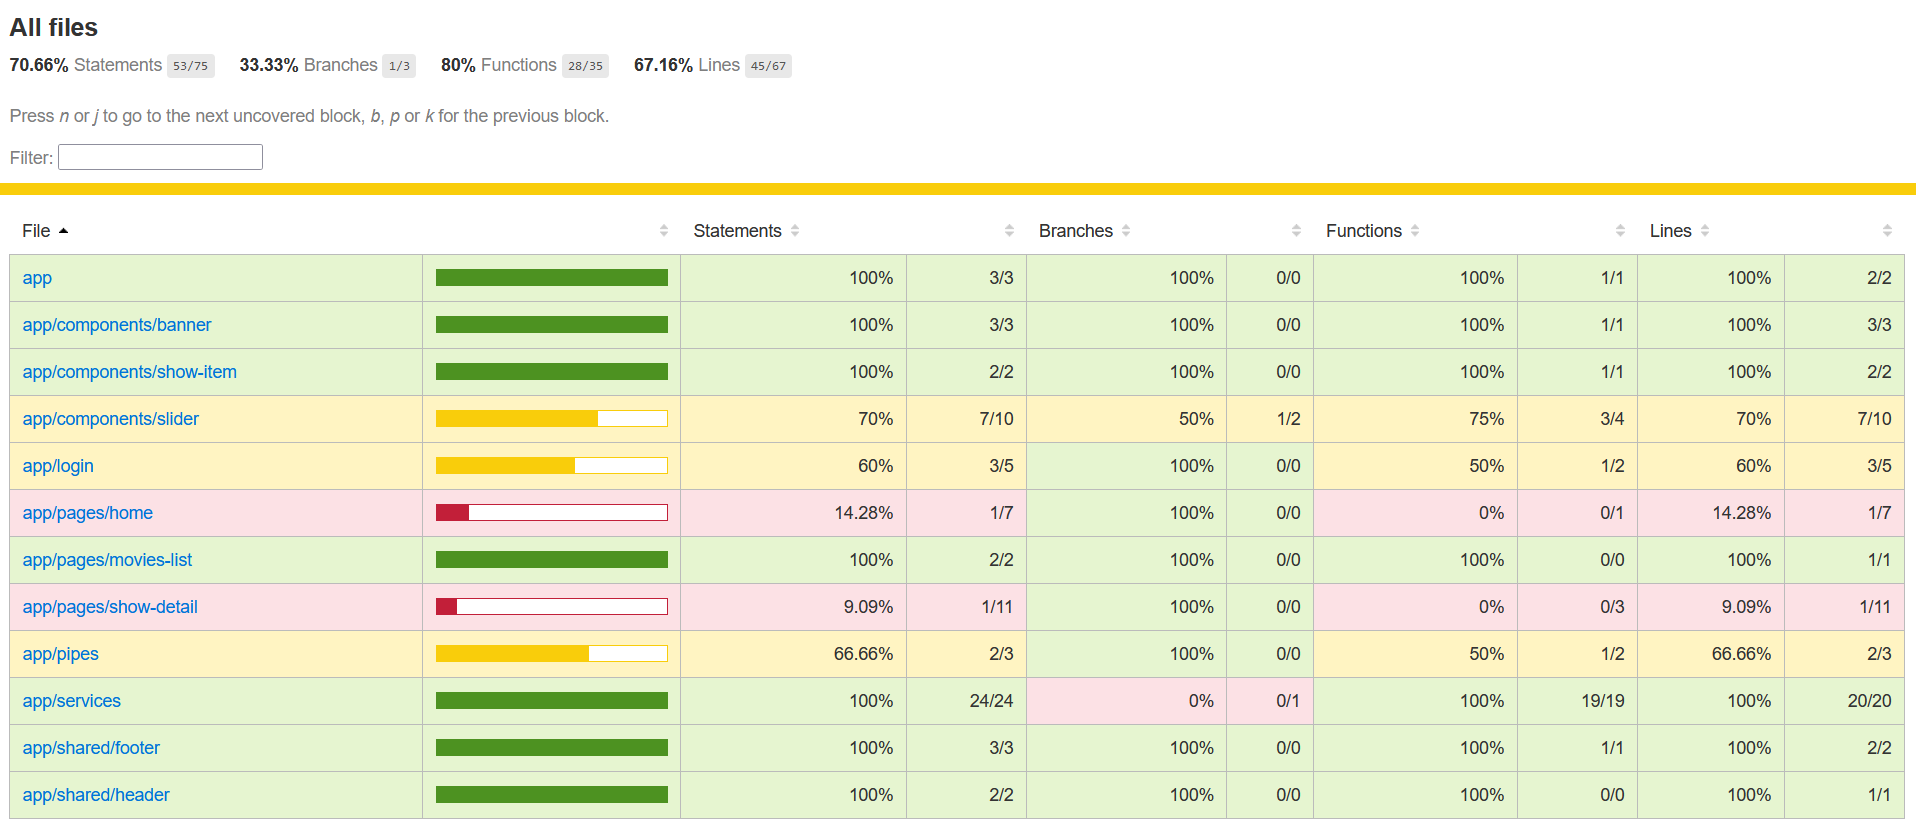 All files
70.66% Statements 53/75 33.33% Branches 1/3 80% Functions 28/35 67.16% Lines 45/67
Press n or j to go to the next uncovered block, b, p or k for the previous block.
Filter:
File Statements Branches Functions Lines
app 100% 3/3 100% 0/0 100% 1/1 100% 2/2
app/components/banner 100% 3/3 100% 0/0 100% 1/1 100% 3/3
app/components/show-item 100% 2/2 100% 0/0 100% 1/1 100% 2/2
app/components/slider 70% 7/10 50% 1/2 75% 3/4 70% 7/10
app/login 60% 3/5 100% 0/0 50% 1/2 60% 3/5
app/pages/home 14.28% 1/7 100% 0/0 0% 0/1 14.28% 1/7
app/pages/movies-list 100% 2/2 100% 0/0 100% 0/0 100% 1/1
app/pages/show-detail 9.09% 1/11 100% 0/0 0% 0/3 9.09% 1/11
app/pipes 66.66% 2/3 100% 0/0 50% 1/2 66.66% 2/3
app/services 100% 24/24 0% 0/1 100% 19/19 100% 20/20
app/shared/footer 100% 3/3 100% 0/0 100% 1/1 100% 2/2
app/shared/header 100% 2/2 100% 0/0 100% 0/0 100% 1/1